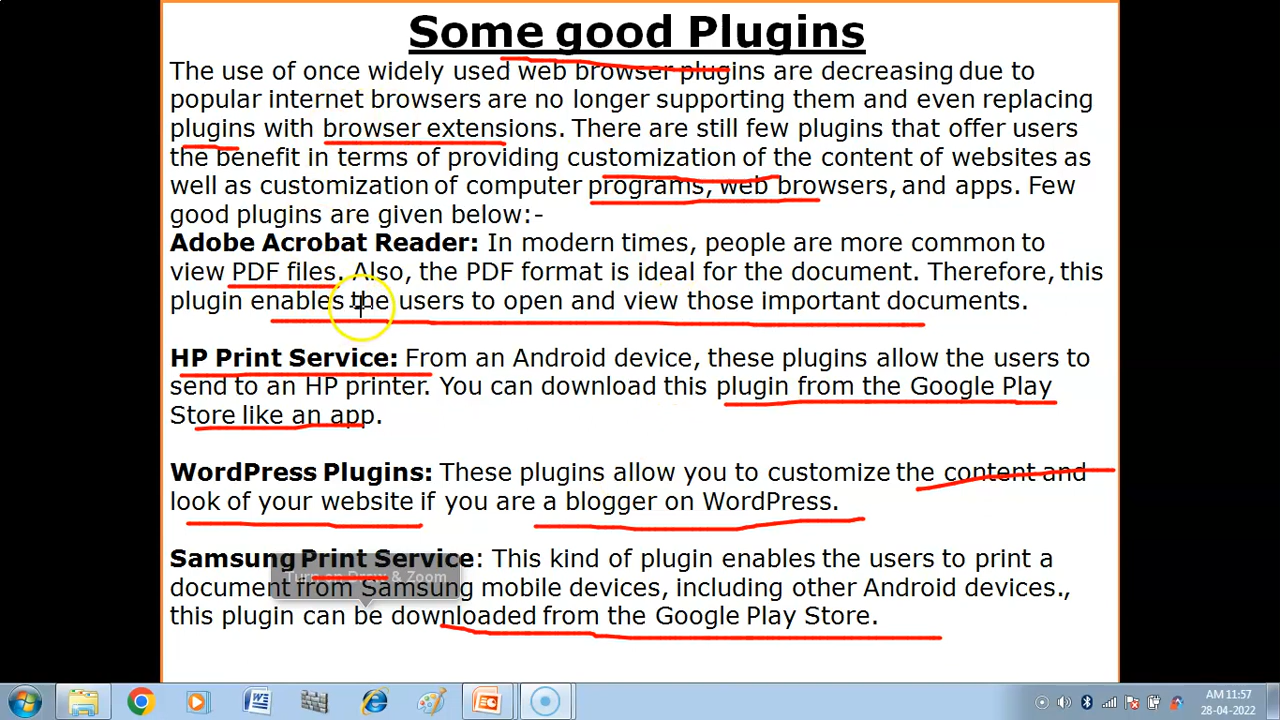 Some good Plugins
The use of once widely used web browser plugins are decreasing due to
popular internet browsers are no longer supporting them and even replacing
plugins with browser extensions. There are still few plugins that offer users
the benefit in terms of providing customization of the content of websites as
well as customization of computer programs, web browsers, and apps. Few
good plugins are given below:-
Adobe Acrobat Reader: In modern times, people are more common to
view PDF files. Also, the PDF format is ideal for the document. Therefore, this
plugin enables the users to open and view those important documents.
HP Print Service: From an Android device, these plugins allow the users to
send to an HP printer. You can download this plugin from the Google Play
Store like an app.
WordPress Plugins: These plugins allow you to customize the content and
look of your website if you are a blogger on WordPress.
Samsung Print Service: This kind of plugin enables the users to print a
Turn on Draw & Zoom
document from Samsung mobile devices, including other Android devices.,
this plugin can be downloaded from the Google Play Store.
AM 11:57
28-04-2022